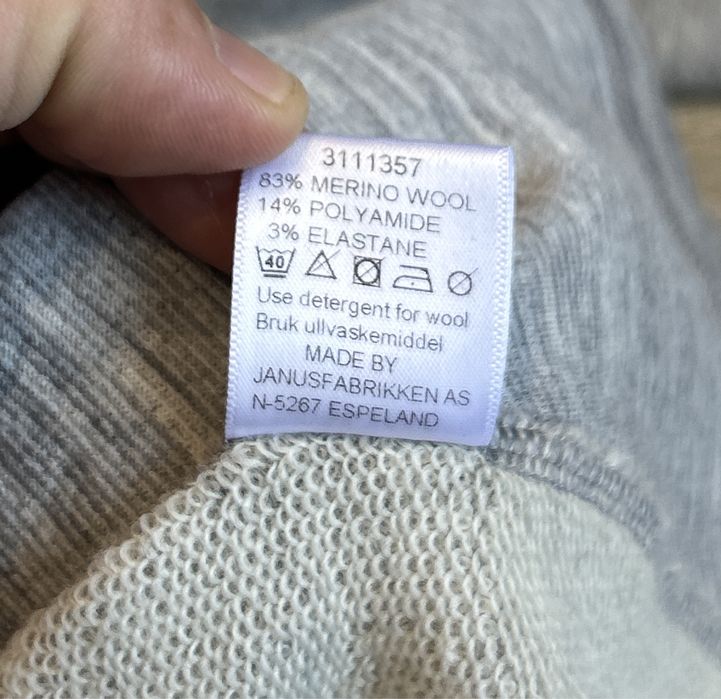 3111357
83% MERINO WOOL
14% POLYAMIDE
3% ELASTANE
40
Use detergent for wool
Bruk ullvaskemiddel
MADE BY
JANUSFABRIKKEN AS
N-5267 ESPELAND